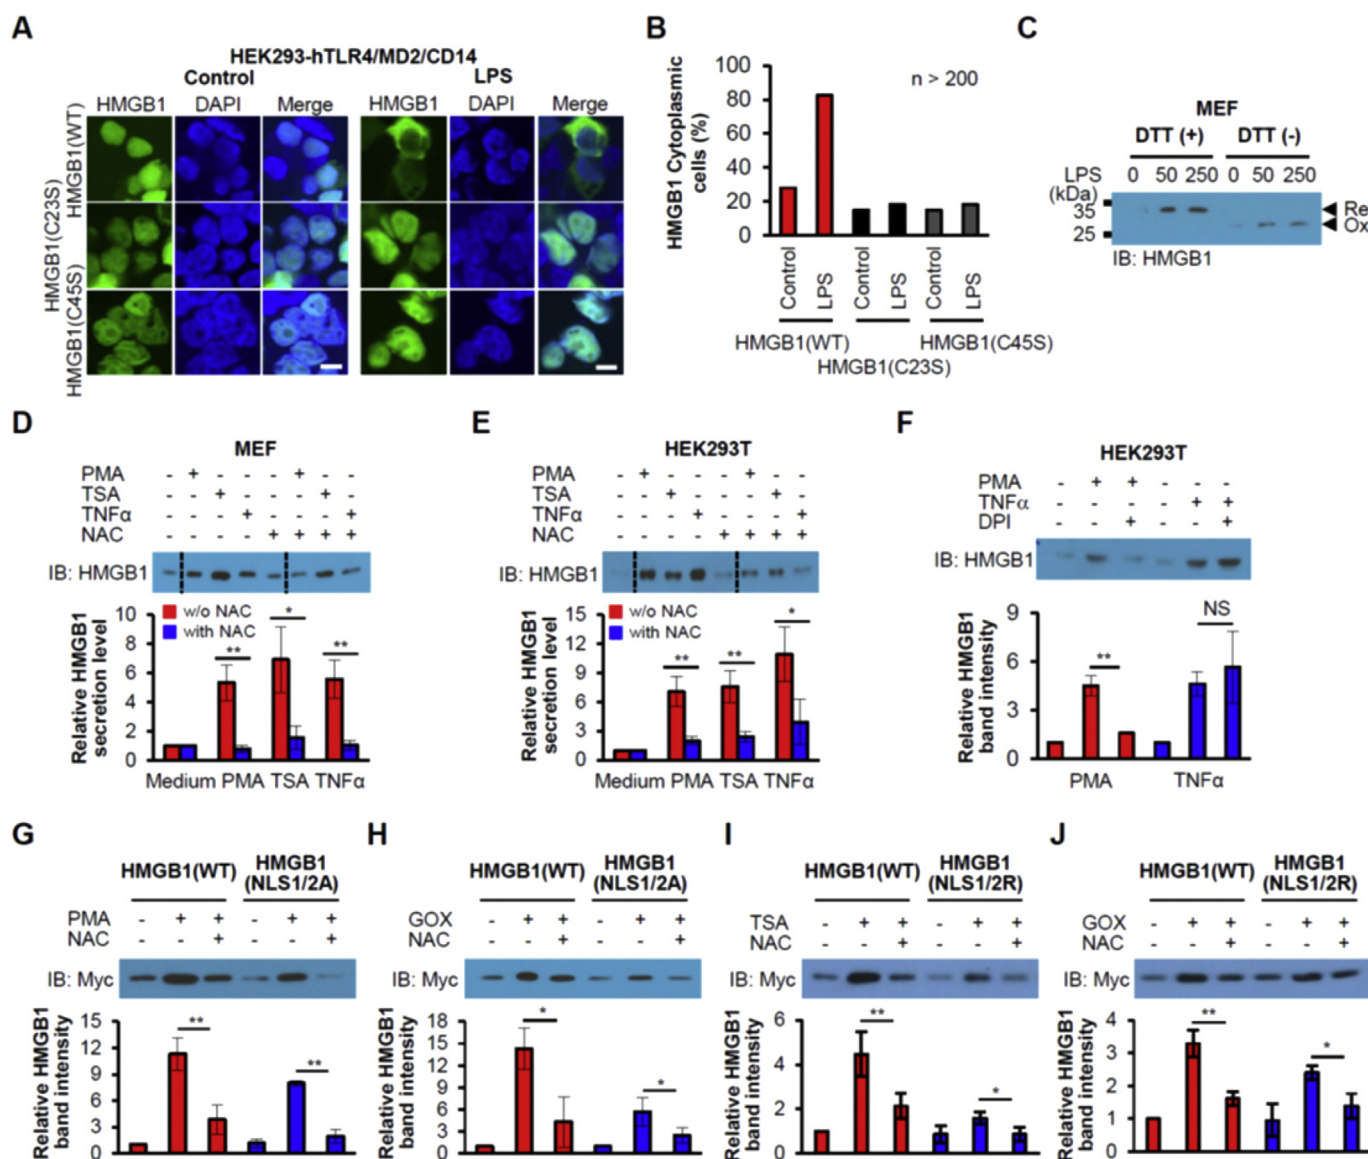 A
HEK293-hTLR4/MD2/CD14
Control LPS
HMGB1 DAPI Merge HMGB1 DAPI Merge
HMGB1(WT)
HMGB1(C23S)
HMGB1(C45S)
B
HMGB1 Cytoplasmic
cells (%)
100
80
60
40
20
0
n > 200
Control LPS Control LPS Control LPS
HMGB1(WT) HMGB1(C45S)
HMGB1(C23S)
C
MEF
DTT (+) DTT (-)
LPS 0 50 250 0 50 250
(kDa)
35
25
Re
Ox
IB: HMGB1
D
MEF
PMA - + - - - + - -
TSA - - + - - - + -
TNFα - - - + - - - +
NAC - - - - + + + +
IB: HMGB1
Relative HMGB1
secretion level
10
8
6
4
2
0
w/o NAC
with NAC
** * **
Medium PMA TSA TNFα
E
HEK293T
PMA - + - - - + - -
TSA - - + - - - + -
TNFα - - - + - - - +
NAC - - - - + + + +
IB: HMGB1
Relative HMGB1
secretion level
15
12
9
6
3
0
w/o NAC
with NAC
** ** *
Medium PMA TSA TNFα
F
HEK293T
PMA - + + - - -
TNFα - - - - + +
DPI - - + - - +
IB: HMGB1
Relative HMGB1
band intensity
9
6
3
0
** NS
PMA TNFα
G
HMGB1(WT) HMGB1
(NLS1/2A)
PMA - + + - + +
NAC - - + - - +
IB: Myc
Relative HMGB1
band intensity
15
12
9
6
3
0
** **
H
HMGB1(WT) HMGB1
(NLS1/2A)
GOX - + + - + +
NAC - - + - - +
IB: Myc
Relative HMGB1
band intensity
18
15
12
9
6
3
0
* *
I
HMGB1(WT) HMGB1
(NLS1/2R)
TSA - + + - + +
NAC - - + - - +
IB: Myc
Relative HMGB1
band intensity
6
4
2
0
** *
J
HMGB1(WT) HMGB1
(NLS1/2R)
GOX - + + - + +
NAC - - + - - +
IB: Myc
Relative HMGB1
band intensity
4
3
2
1
0
** *